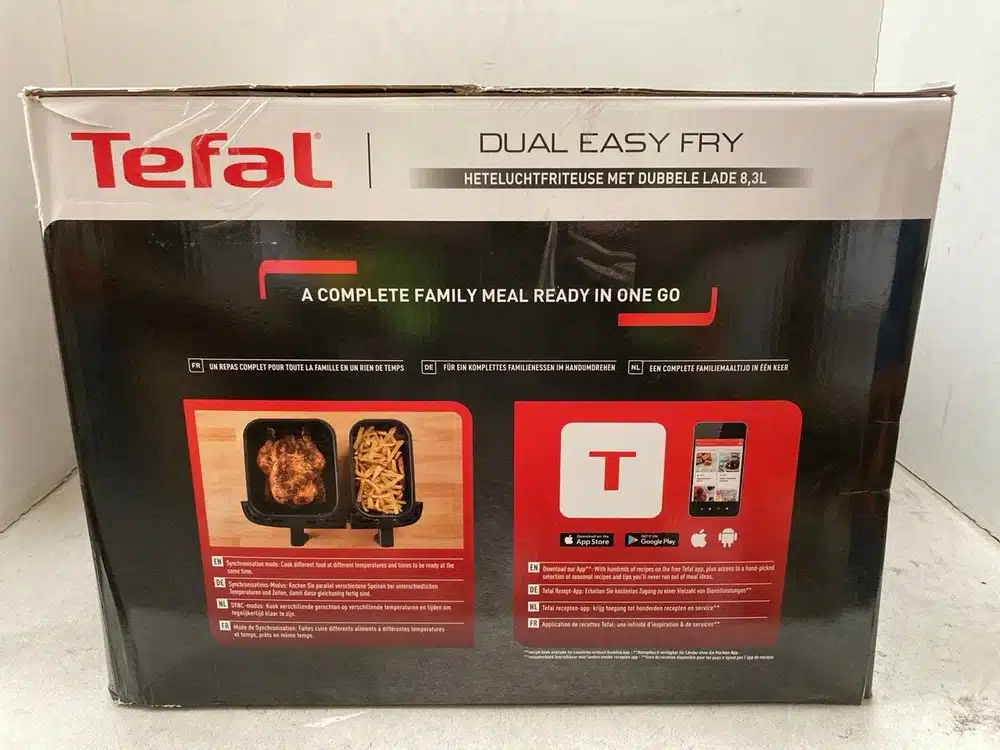 Tefal®
DUAL EASY FRY
HETELUCHTFRITEUSE MET DUBBELE LADE 8,3L
A COMPLETE FAMILY MEAL READY IN ONE GO
FR UN REPAS COMPLET POUR TOUTE LA FAMILLE EN UN RIEN DE TEMPS
DE FÜR EIN KOMPLETTES FAMILIENESSEN IM HANDUMDREHEN
NL EEN COMPLETE FAMILIEMAALTIJD IN ÉÉN KEER
EN Synchronisation mode: Cook different food at different temperatures and times to be ready at the
same time.
DE Synchronisations-Modus: Kochen Sie parallel verschiedene Speisen bei unterschiedlichen
Temperaturen und Zeiten, damit diese gleichzeitig fertig sind.
NL SYNC-modus: Kook verschillende gerechten op verschillende temperaturen en tijden om
tegelijkertijd klaar te zijn.
FR Mode de Synchronisation: Faites cuire différents aliments à différentes températures
et temps, prêts en même temps.
T
Download on the
App Store
GET IT ON
Google Play
EN Download our App**: With hundreds of recipes on the free Tefal app, plus access to a hand-picked
selection of seasonal recipes and tips you'll never run out of meal ideas.
DE Tefal Rezept-App: Erhalten Sie kostenlos Zugang zu einer Vielzahl von Dienstleistungen**
NL Tefal recepten-app: krijg toegang tot honderden recepten en service**
FR Application de recettes Tefal: une infinité d'inspiration & de services**